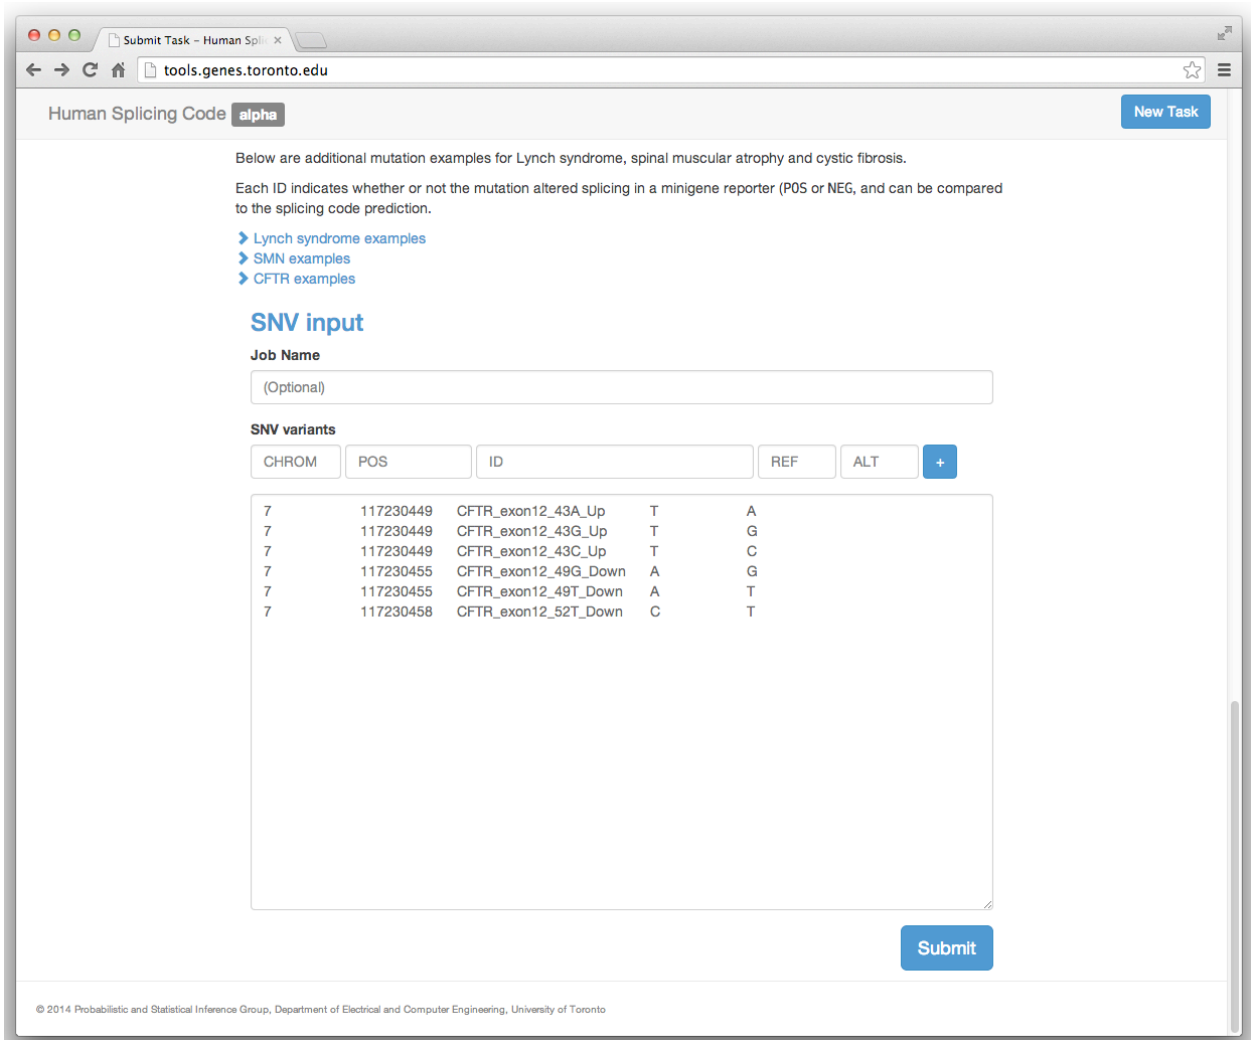 Submit Task – Human Spli ×
tools.genes.toronto.edu
Human Splicing Code alpha
New Task
Below are additional mutation examples for Lynch syndrome, spinal muscular atrophy and cystic fibrosis.
Each ID indicates whether or not the mutation altered splicing in a minigene reporter (POS or NEG, and can be compared
to the splicing code prediction.
Lynch syndrome examples
SMN examples
CFTR examples
SNV input
Job Name
(Optional)
SNV variants
CHROM POS ID REF ALT +
7 117230449 CFTR_exon12_43A_Up T A
7 117230449 CFTR_exon12_43G_Up T G
7 117230449 CFTR_exon12_43C_Up T C
7 117230455 CFTR_exon12_49G_Down A G
7 117230455 CFTR_exon12_49T_Down A T
7 117230458 CFTR_exon12_52T_Down C T
Submit
© 2014 Probabilistic and Statistical Inference Group, Department of Electrical and Computer Engineering, University of Toronto